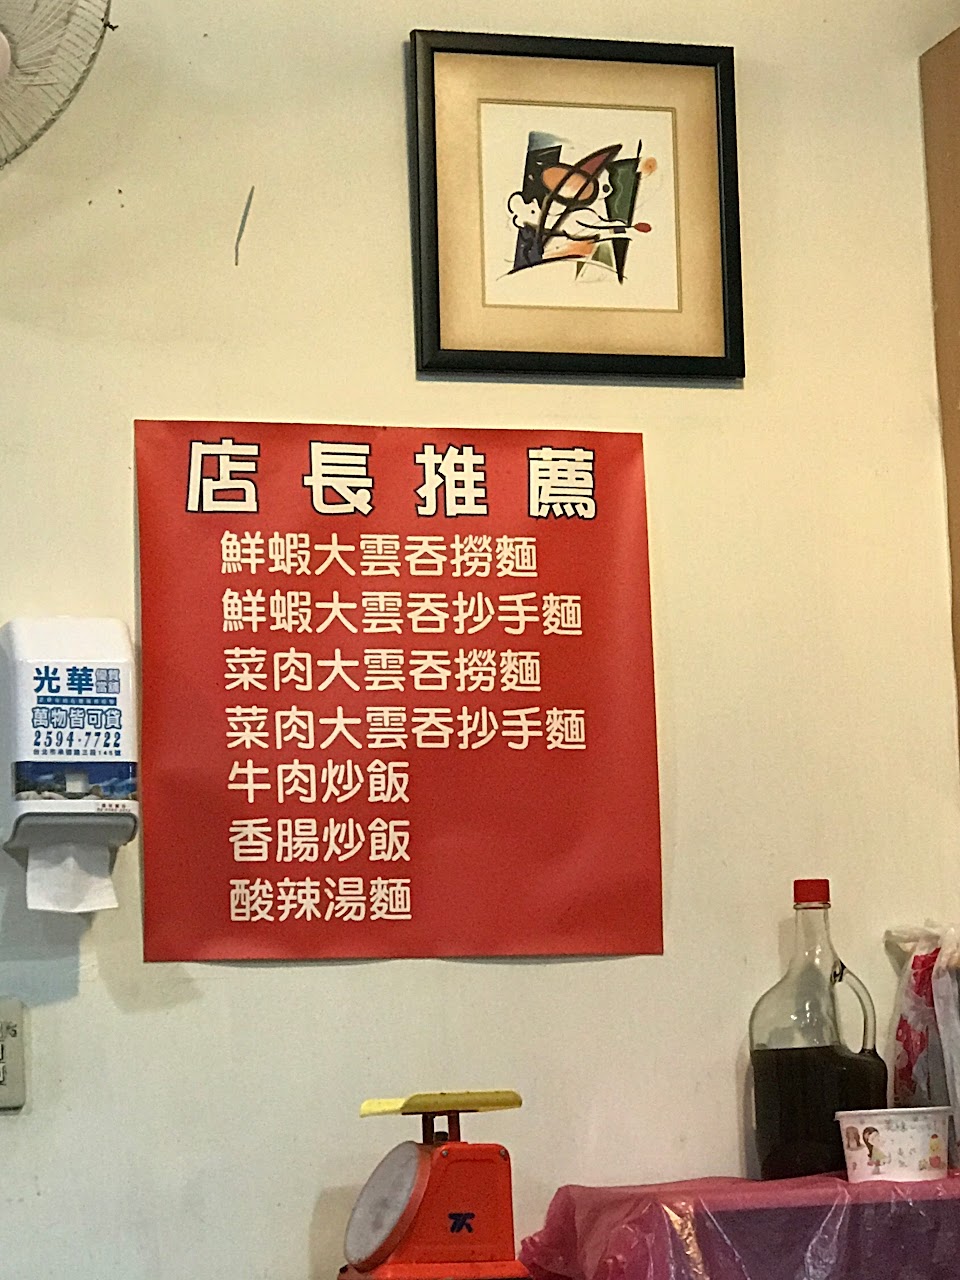 店長推薦
鮮蝦大雲吞撈麵
鮮蝦大雲吞抄手麵
菜肉大雲吞撈麵
菜肉大雲吞抄手麵
牛肉炒飯
香腸炒飯
酸辣湯麵
光華
萬物皆可貸
2594-7722